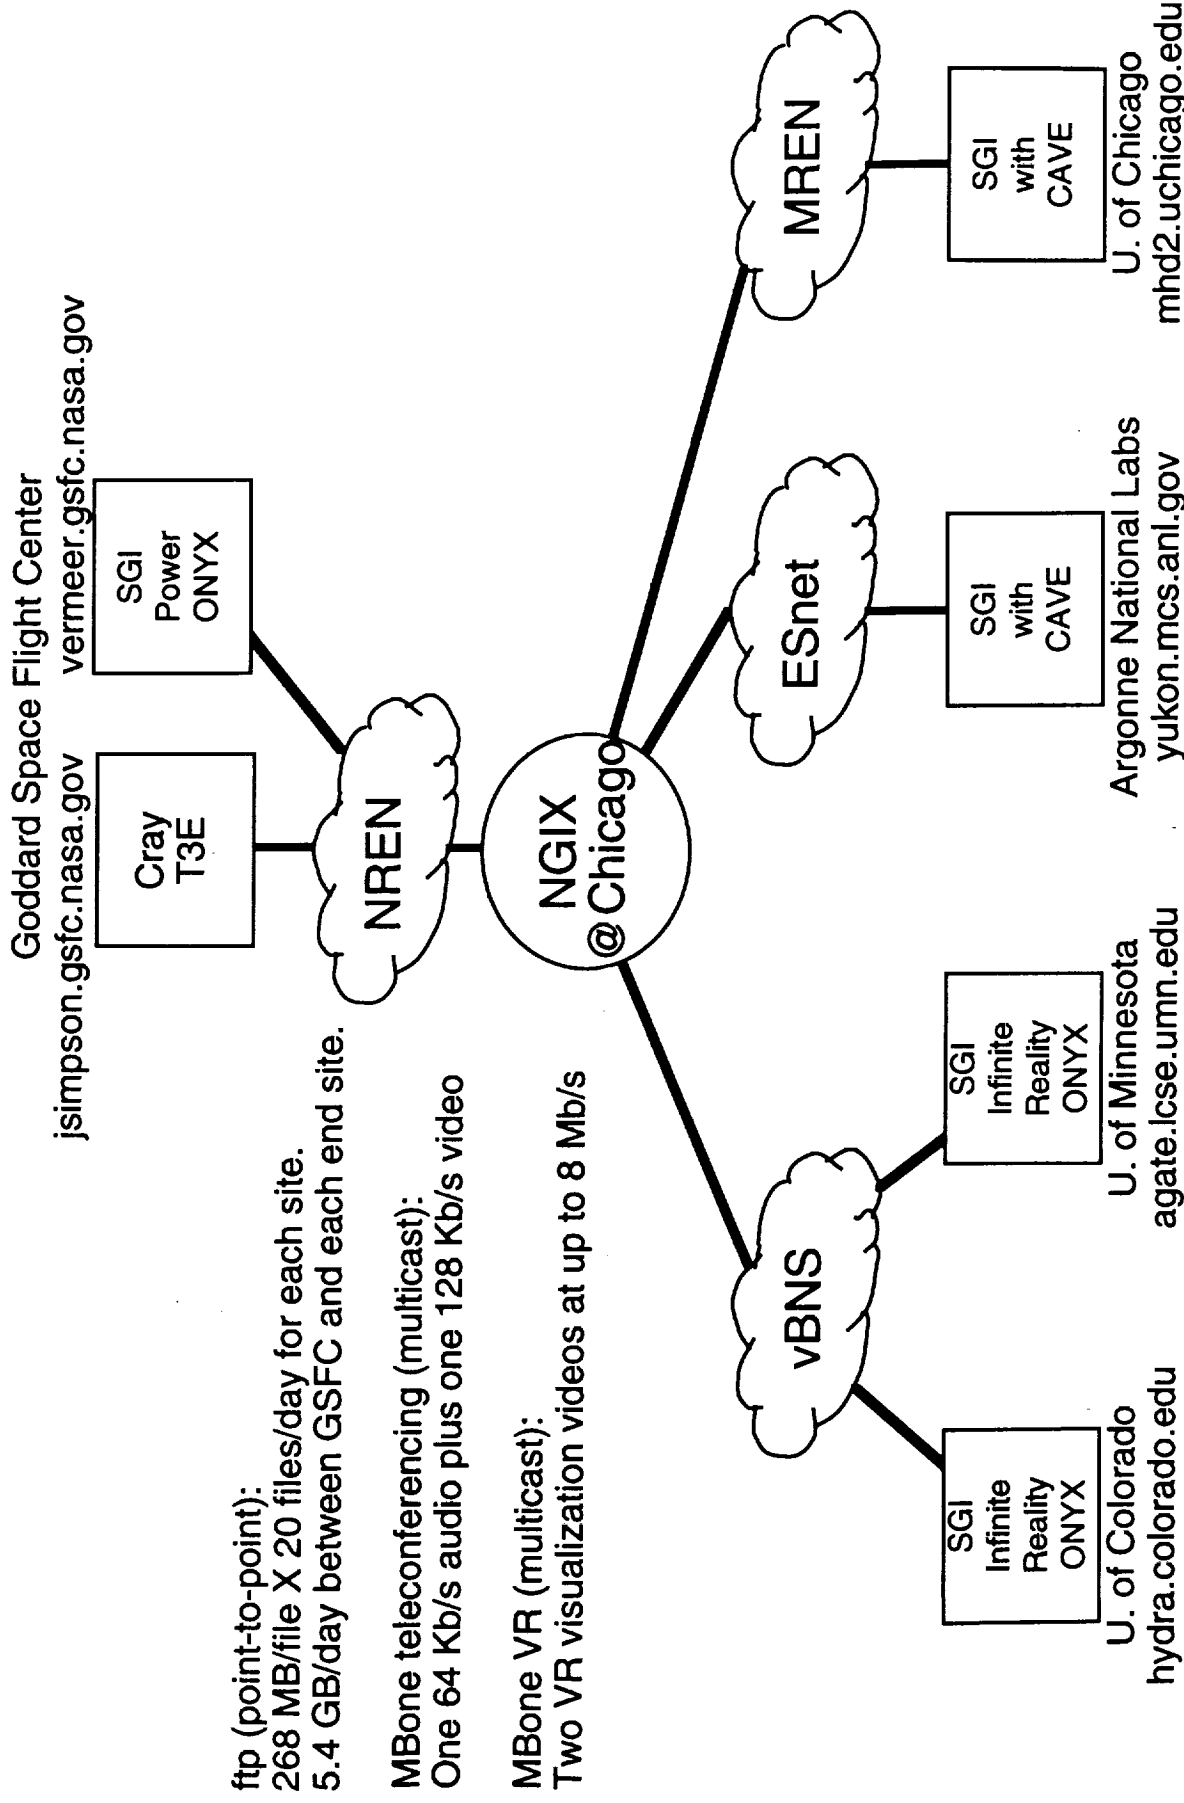 Goddard Space Flight Center
jsimpson.gsfc.nasa.gov
vermeer.gsfc.nasa.gov
Cray
T3E
SGI
Power
ONYX
ftp (point-to-point):
268 MB/file X 20 files/day for each site.
5.4 GB/day between GSFC and each end site.
NREN
MBone teleconferencing (multicast):
One 64 Kb/s audio plus one 128 Kb/s video
MBone VR (multicast):
Two VR visualization videos at up to 8 Mb/s
NGIX
@Chicago
vBNS
ESnet
MREN
SGI
Infinite
Reality
ONYX
U. of Colorado
hydra.colorado.edu
SGI
Infinite
Reality
ONYX
U. of Minnesota
agate.lcse.umn.edu
SGI
with
CAVE
Argonne National Labs
yukon.mcs.anl.gov
SGI
with
CAVE
U. of Chicago
mhd2.uchicago.edu